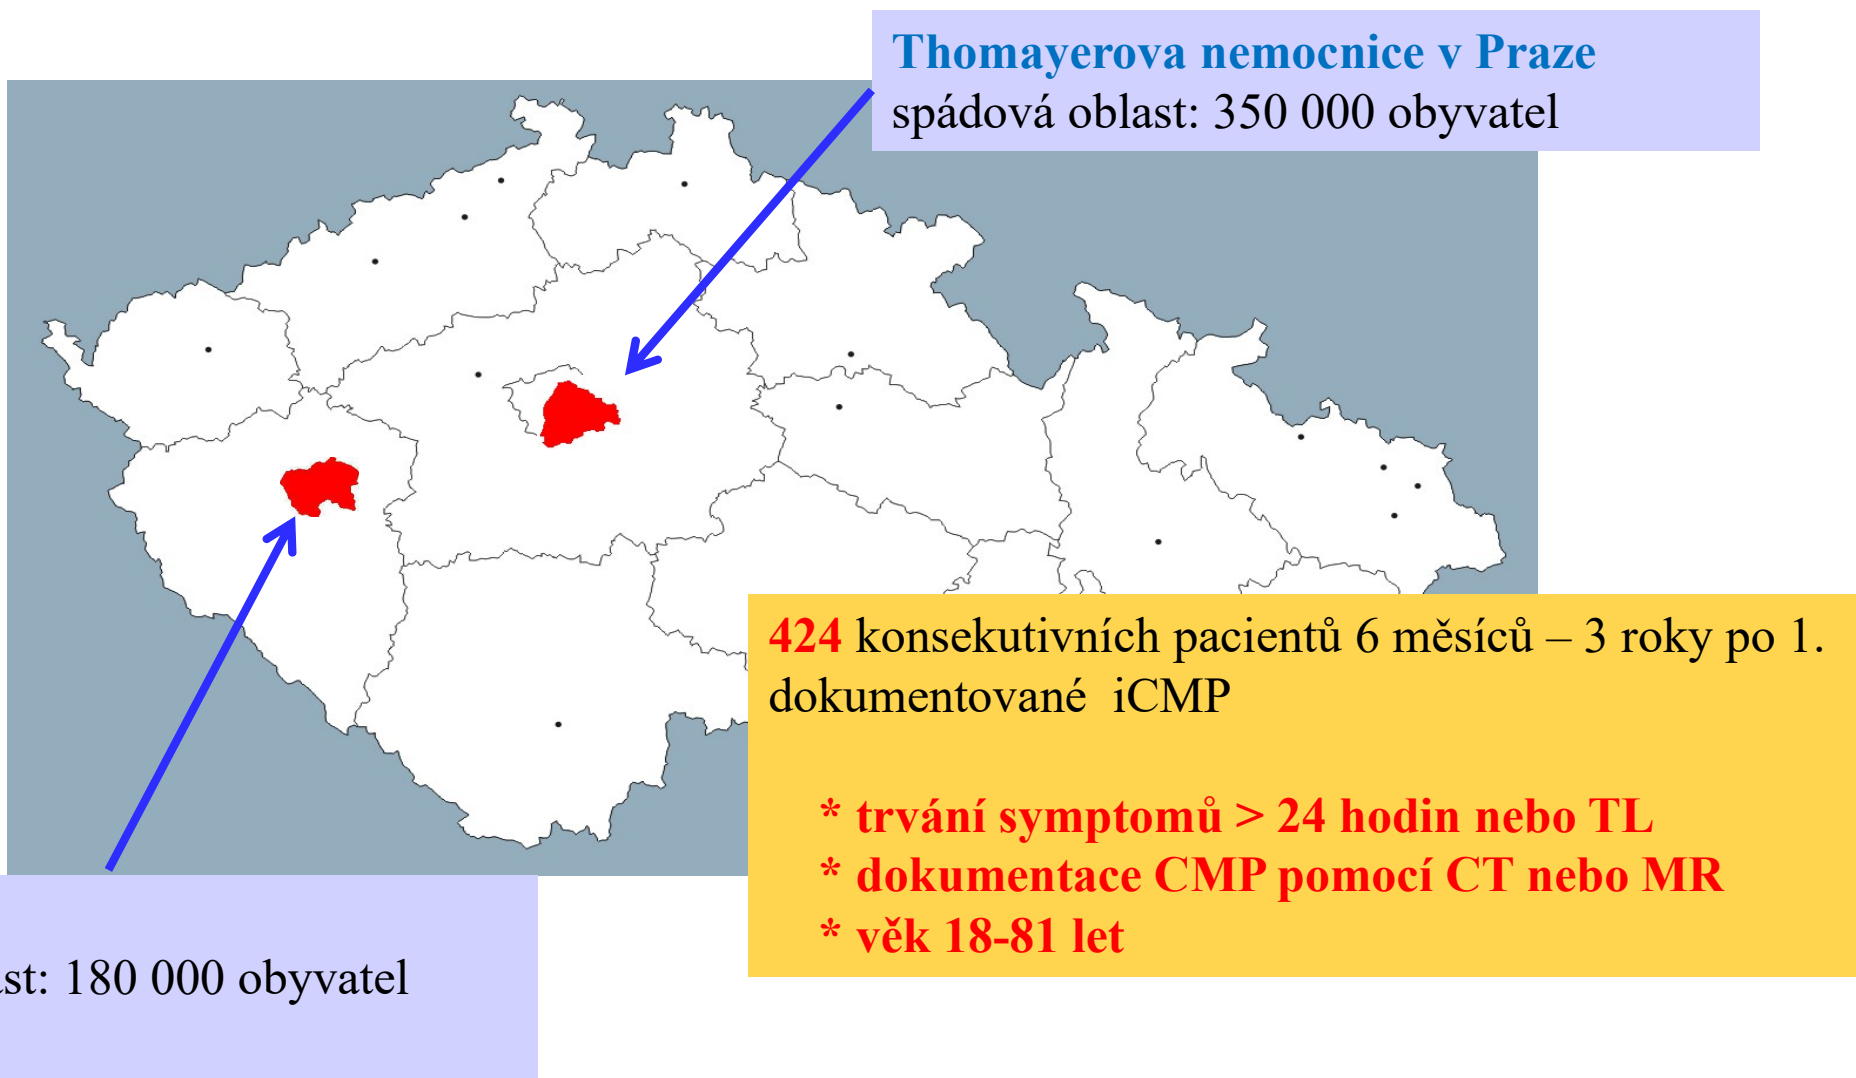 Thomayerova nemocnice v Praze
spádová oblast: 350 000 obyvatel
424 konsekutivních pacientů 6 měsíců – 3 roky po 1.
dokumentované iCMP
* trvání symptomů > 24 hodin nebo TL
* dokumentace CMP pomocí CT nebo MR
* věk 18-81 let
180 000 obyvatel